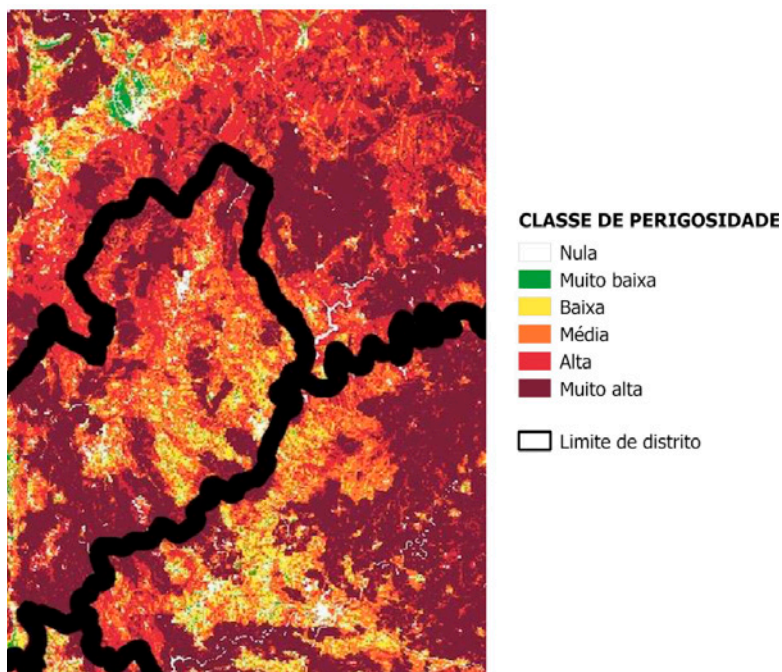 CLASSE DE PERIGOSIDADE
Nula
Muito baixa
Baixa
Média
Alta
Muito alta
Limite de distrito